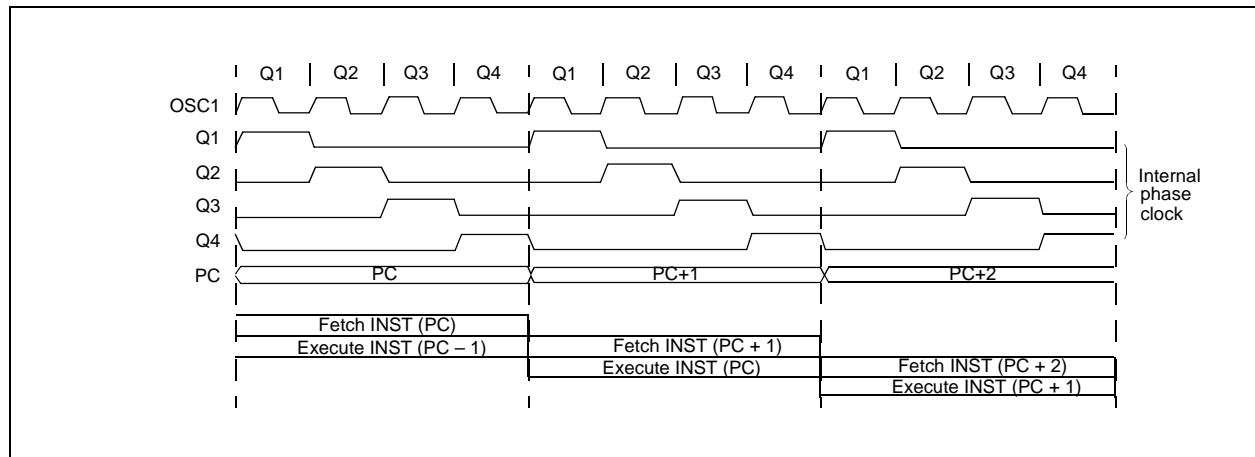 Q1 Q2 Q3 Q4 Q1 Q2 Q3 Q4 Q1 Q2 Q3 Q4
OSC1
Q1
Q2
Q3
Q4
PC PC PC+1 PC+2
Internal
phase
clock
Fetch INST (PC)
Execute INST (PC – 1) Fetch INST (PC + 1)
Execute INST (PC) Fetch INST (PC + 2)
Execute INST (PC + 1)